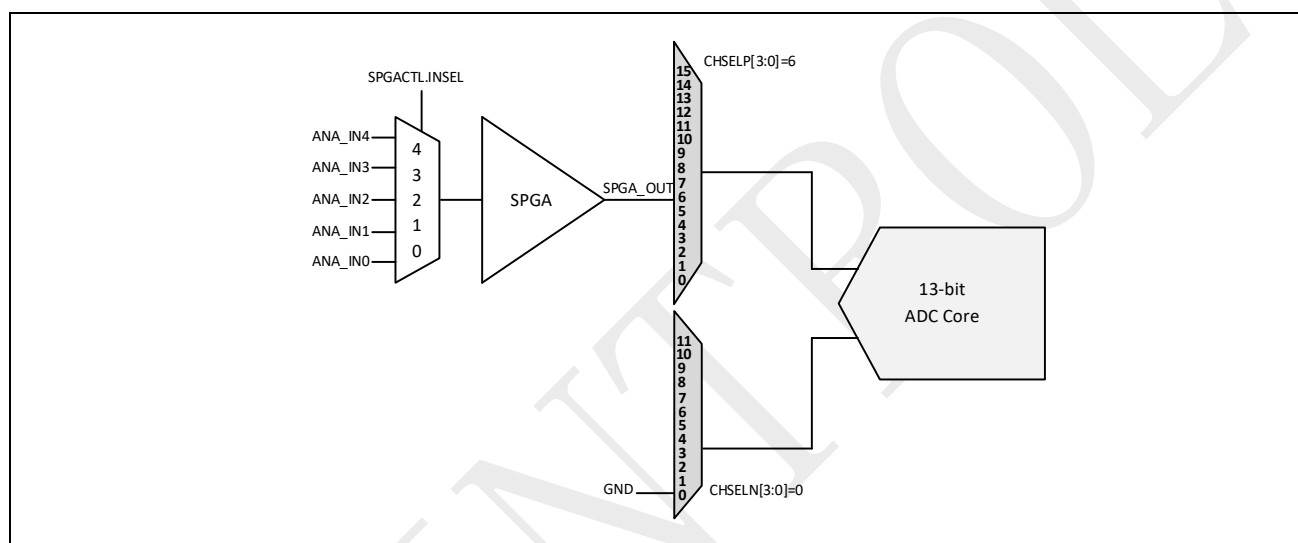 SPGACTL.INSEL
ANA_IN4
ANA_IN3
ANA_IN2
ANA_IN1
ANA_IN0
4
3
2
1
0
SPGA
SPGA_OUT
15
14
13
12
11
10
9
8
7
6
5
4
3
2
1
0
CHSELP[3:0]=6
11
10
9
8
7
6
5
4
3
2
1
0
GND
CHSELN[3:0]=0
13-bit
ADC Core
NTROL